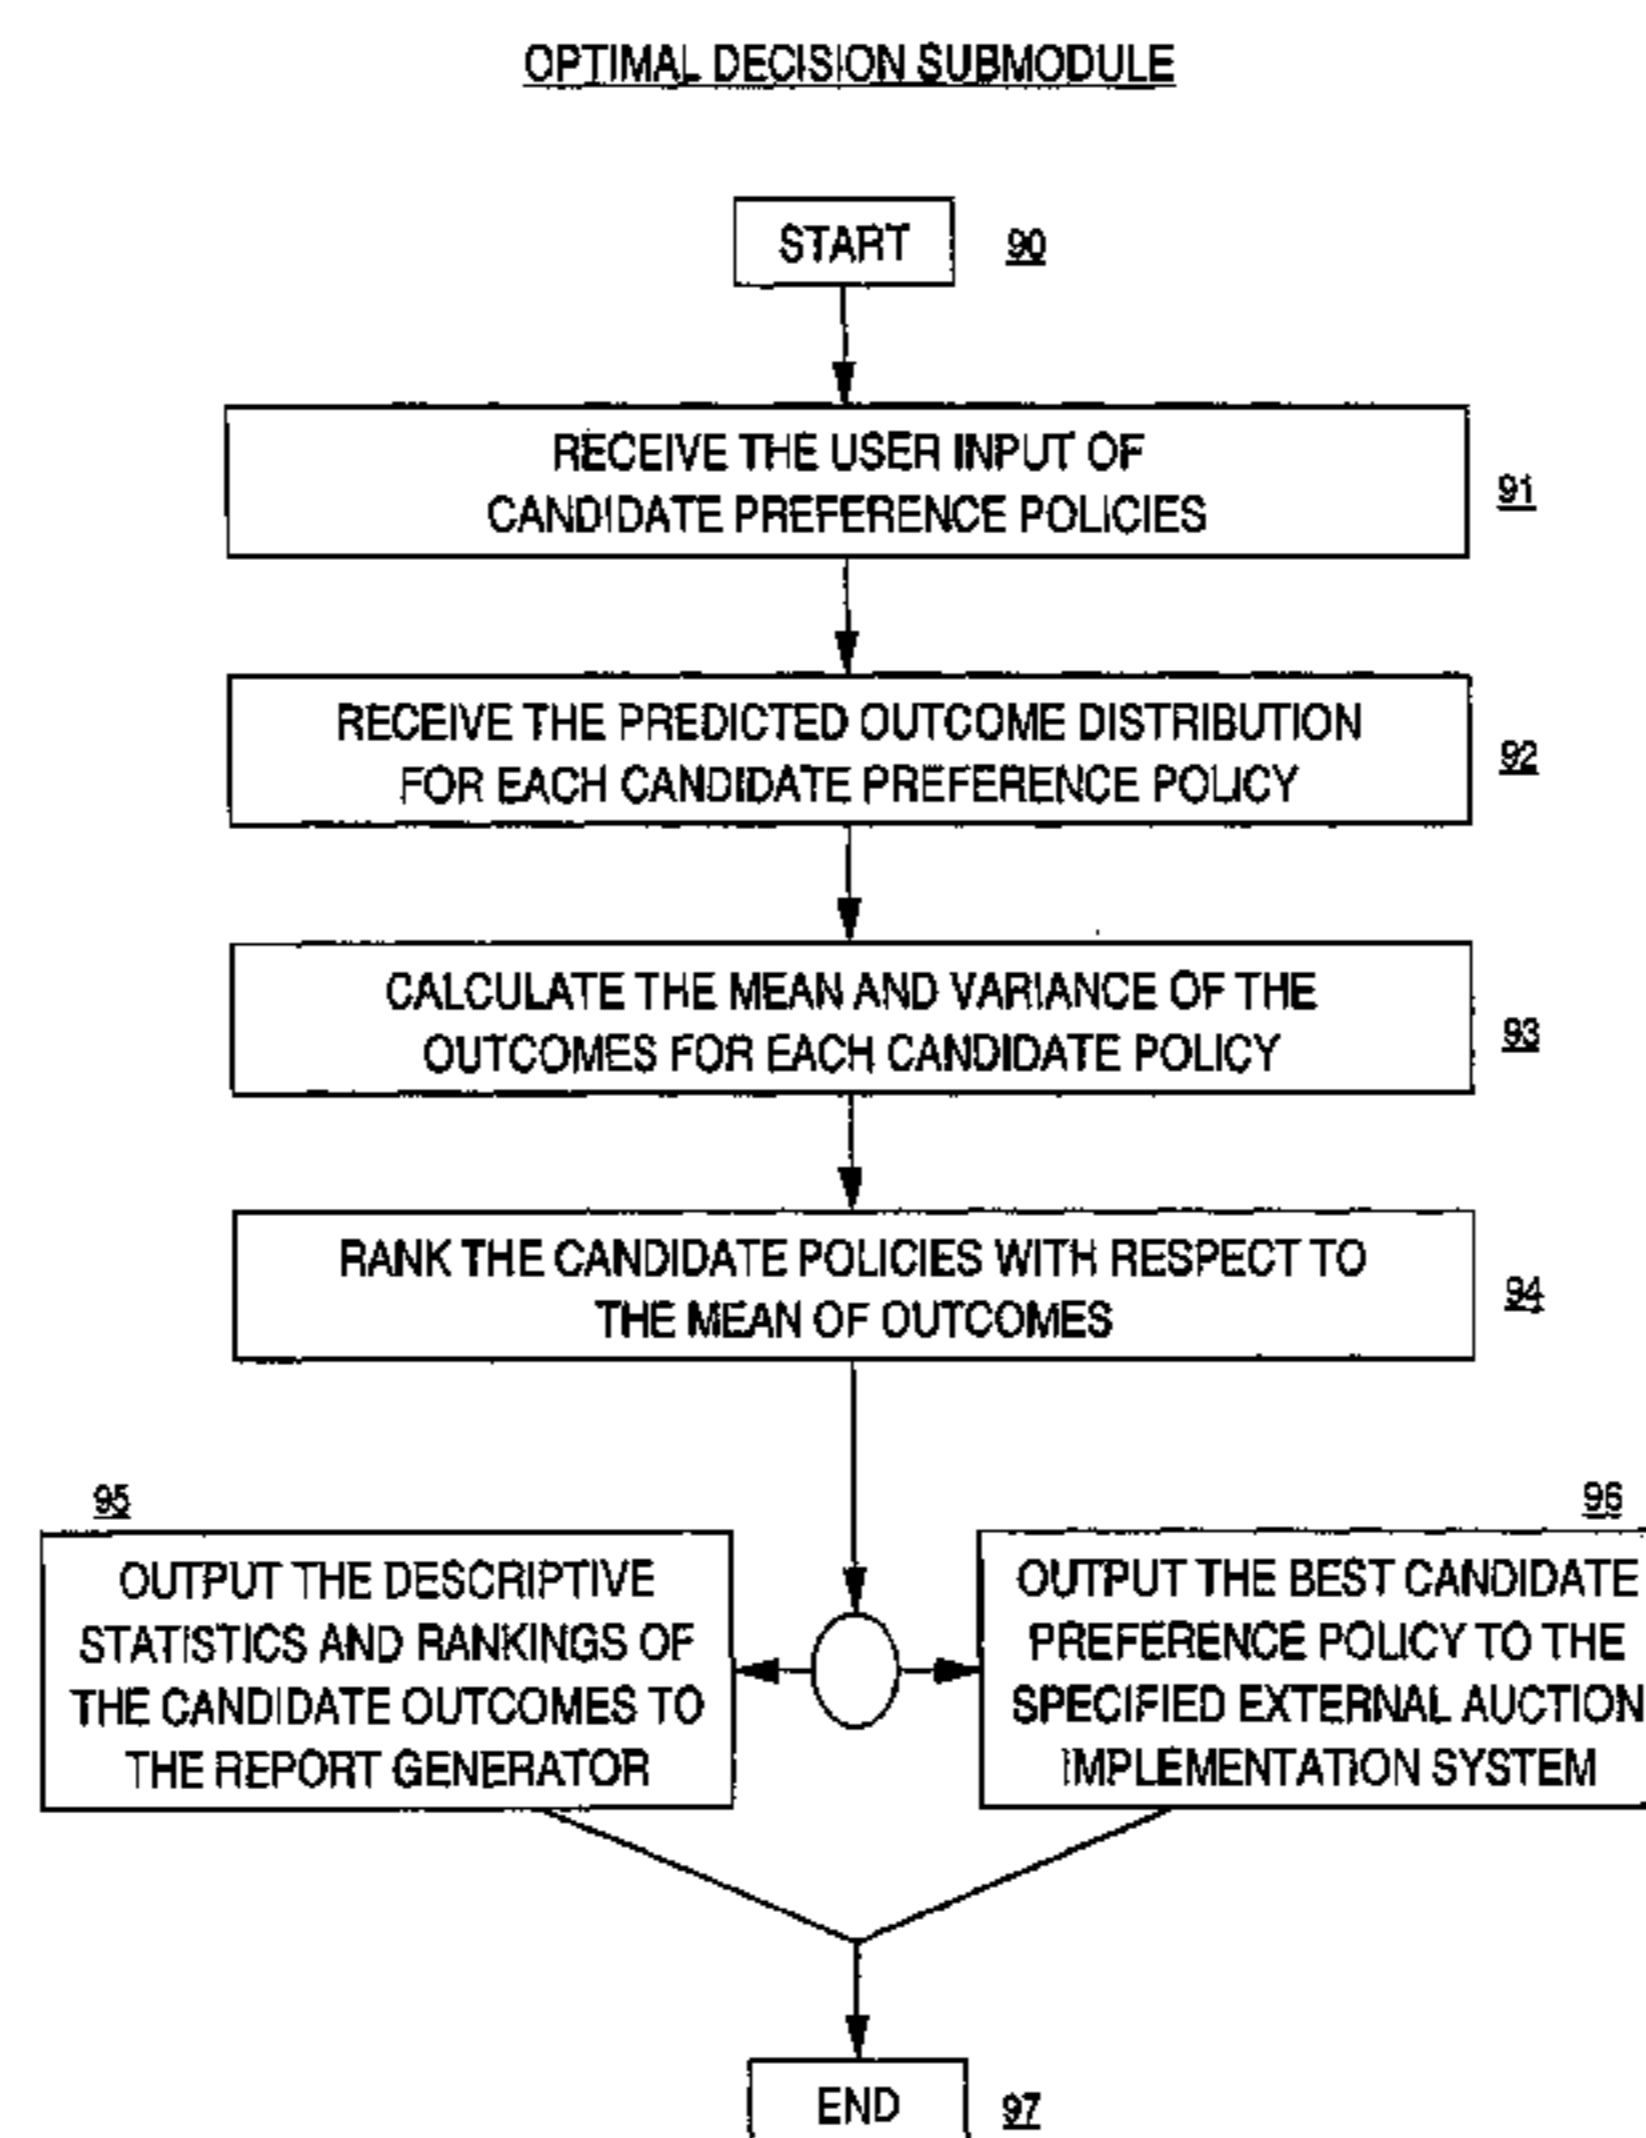 OPTIMAL DECISION SUBMODULE
START
90
RECEIVE THE USER INPUT OF
CANDIDATE PREFERENCE POLICIES
91
RECEIVE THE PREDICTED OUTCOME DISTRIBUTION
FOR EACH CANDIDATE PREFERENCE POLICY
92
CALCULATE THE MEAN AND VARIANCE OF THE
OUTCOMES FOR EACH CANDIDATE POLICY
93
RANK THE CANDIDATE POLICIES WITH RESPECT TO
THE MEAN OF OUTCOMES
94
95
OUTPUT THE DESCRIPTIVE
STATISTICS AND RANKINGS OF
THE CANDIDATE OUTCOMES TO
THE REPORT GENERATOR
96
OUTPUT THE BEST CANDIDATE
PREFERENCE POLICY TO THE
SPECIFIED EXTERNAL AUCTION
IMPLEMENTATION SYSTEM
END
97